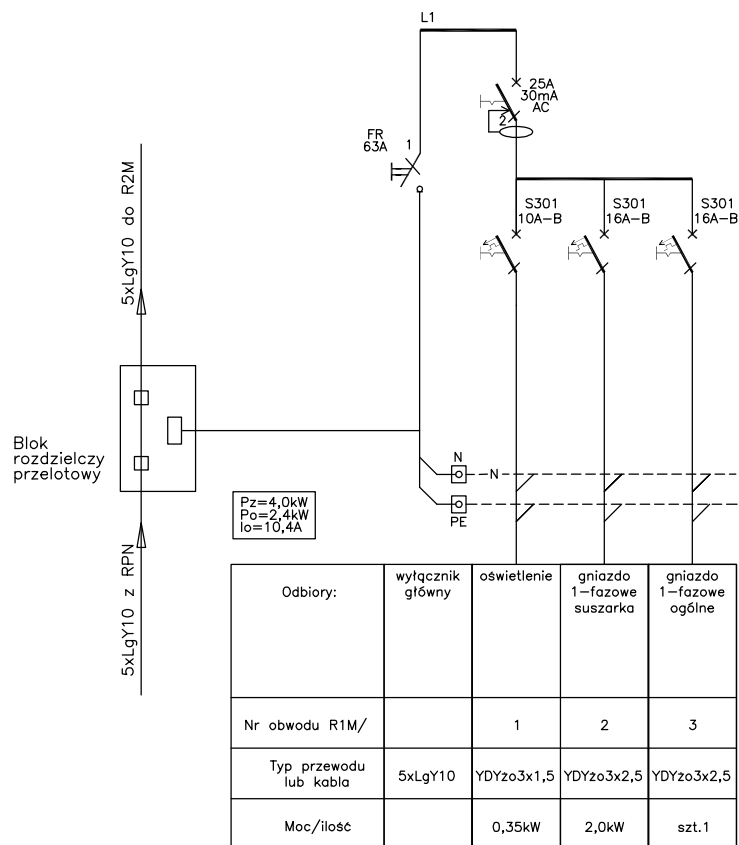 L1
25A
30mA
AC
2
FR
63A
1
S301
10A-B
S301
16A-B
S301
16A-B
5xLgY10 do R2M
Blok
rozdzielczy
przelotowy
N
N
PE
Pz=4,0kW
Po=2,4kW
Io=10,4A
5xLgY10 z RPN
Odbiory:
wyłącznik
główny
oświetlenie
gniazdo
1-fazowe
suszarka
gniazdo
1-fazowe
ogólne
Nr obwodu R1M/
1
2
3
Typ przewodu
lub kabla
5xLgY10
YDYżo3x1,5
YDYżo3x2,5
YDYżo3x2,5
Moc/ilość
0,35kW
2,0kW
szt.1